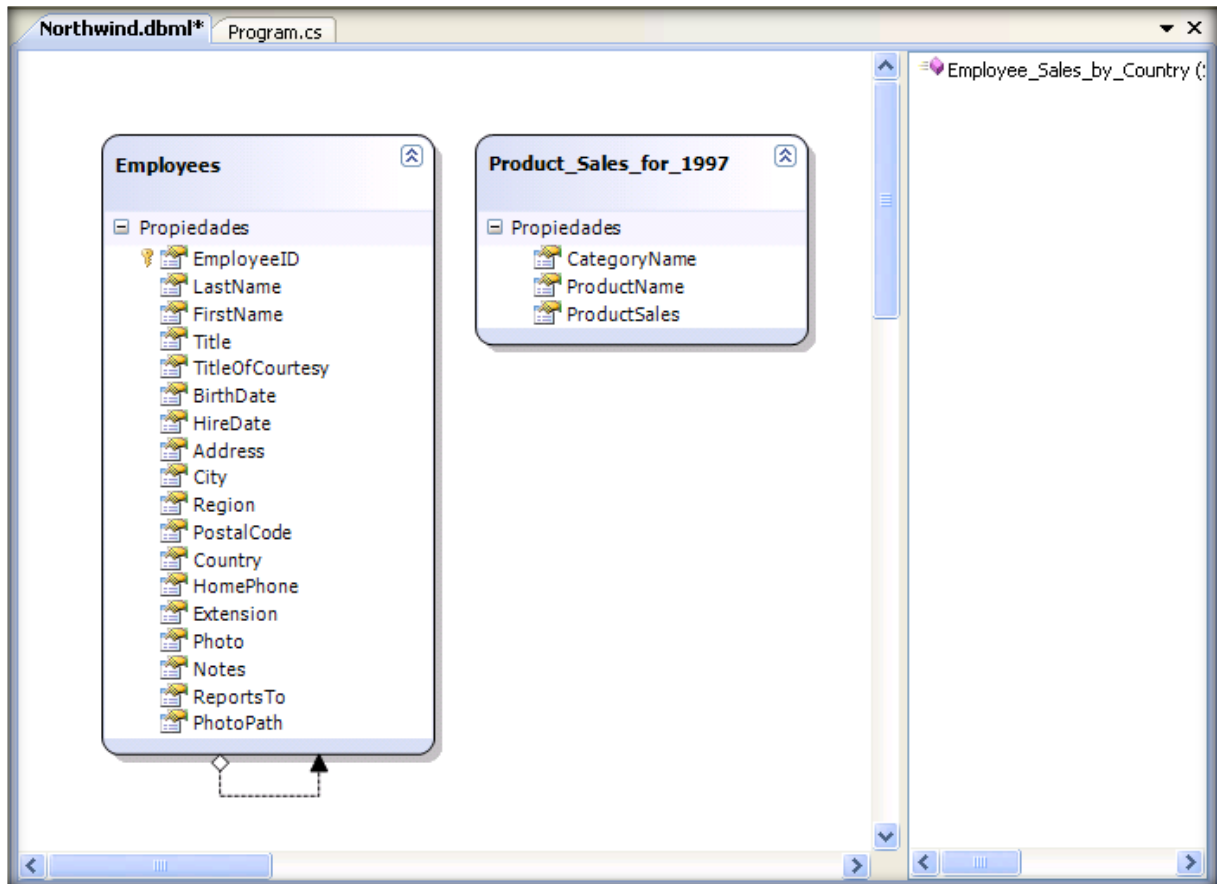 Northwind.dbml*
Program.cs
Employees
Propiedades
EmployeeID
LastName
FirstName
Title
TitleOfCourtesy
BirthDate
HireDate
Address
City
Region
PostalCode
Country
HomePhone
Extension
Photo
Notes
ReportsTo
PhotoPath
Product_Sales_for_1997
Propiedades
CategoryName
ProductName
ProductSales
Employee_Sales_by_Country (